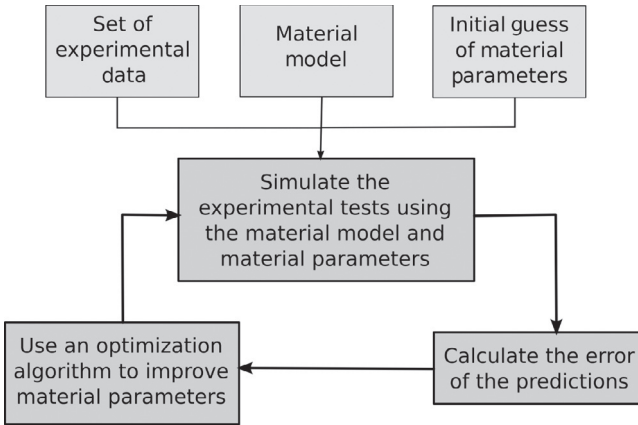 Set of
experimental
data
Material
model
Initial guess
of material
parameters
Simulate the
experimental tests using
the material model and
material parameters
Calculate the error
of the predictions
Use an optimization
algorithm to improve
material parameters